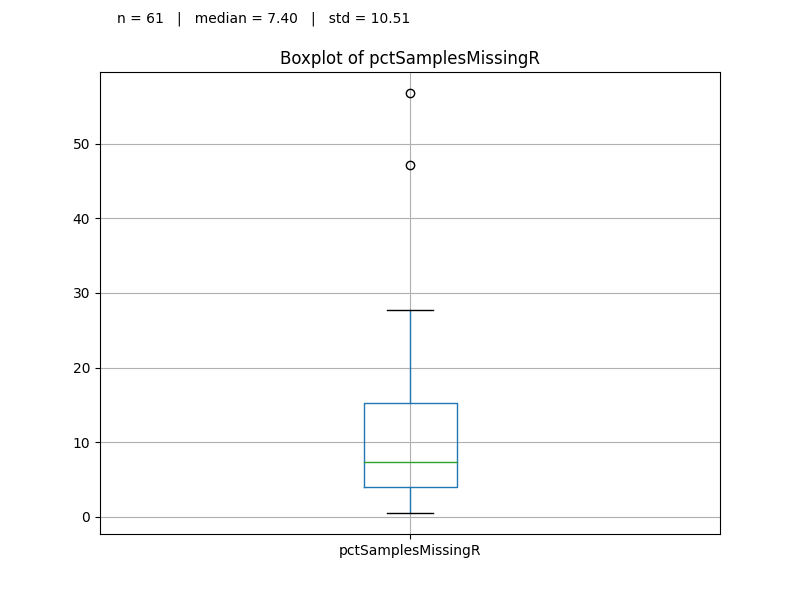 n = 61   |   median = 7.40   |   std = 10.51
Boxplot of pctSamplesMissingR
50
40
30
20
10
0
pctSamplesMissingR